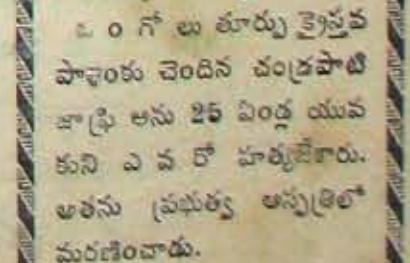 ఒంగోలు తూర్పు క్రైస్తవ
పాళెంకు చెందిన చండ్రపాటి
జాఫ్రి అను 25 ఏండ్ల యువ
కుని ఎవరో హత్యచేశారు.
అతను ప్రభుత్వ ఆస్పత్రిలో
మరణించాడు.